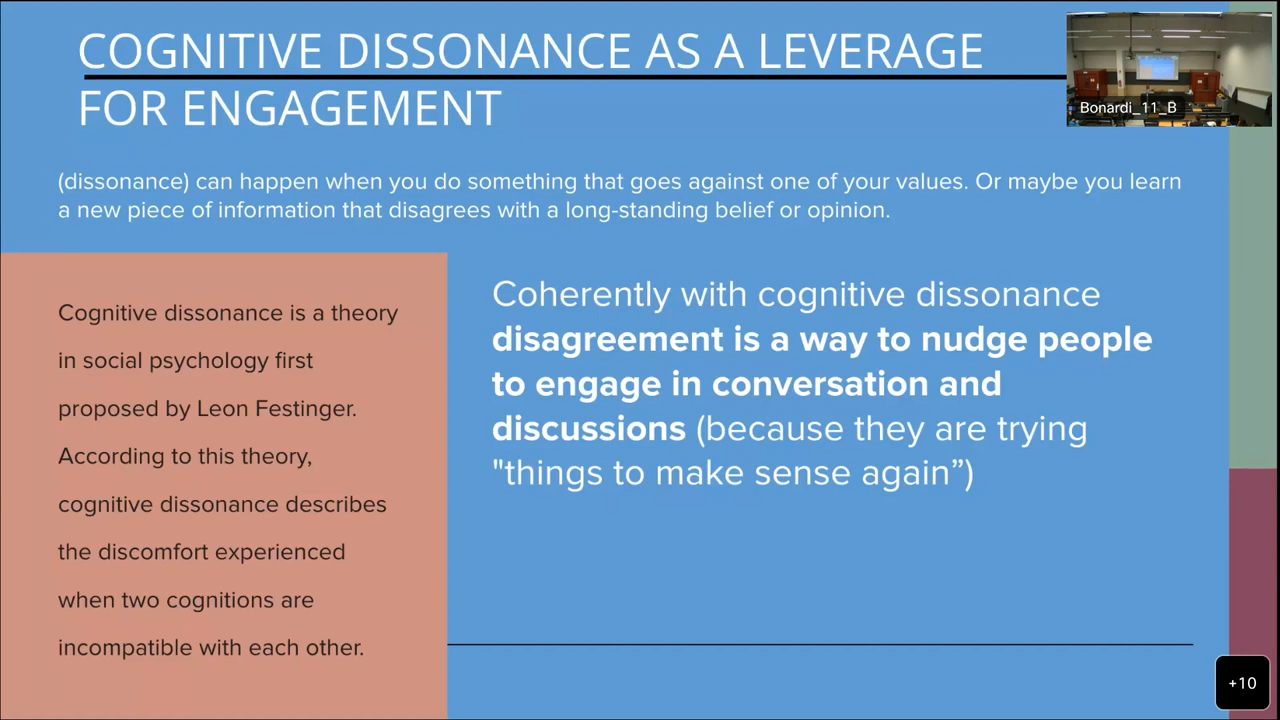 COGNITIVE DISSONANCE AS A LEVERAGE
FOR ENGAGEMENT
Bonardi_11_B
(dissonance) can happen when you do something that goes against one of your values. Or maybe you learn
a new piece of information that disagrees with a long-standing belief or opinion.
Cognitive dissonance is a theory
in social psychology first
proposed by Leon Festinger.
According to this theory,
cognitive dissonance describes
the discomfort experienced
when two cognitions are
incompatible with each other.
Coherently with cognitive dissonance
disagreement is a way to nudge people
to engage in conversation and
discussions (because they are trying
"things to make sense again”)
+10